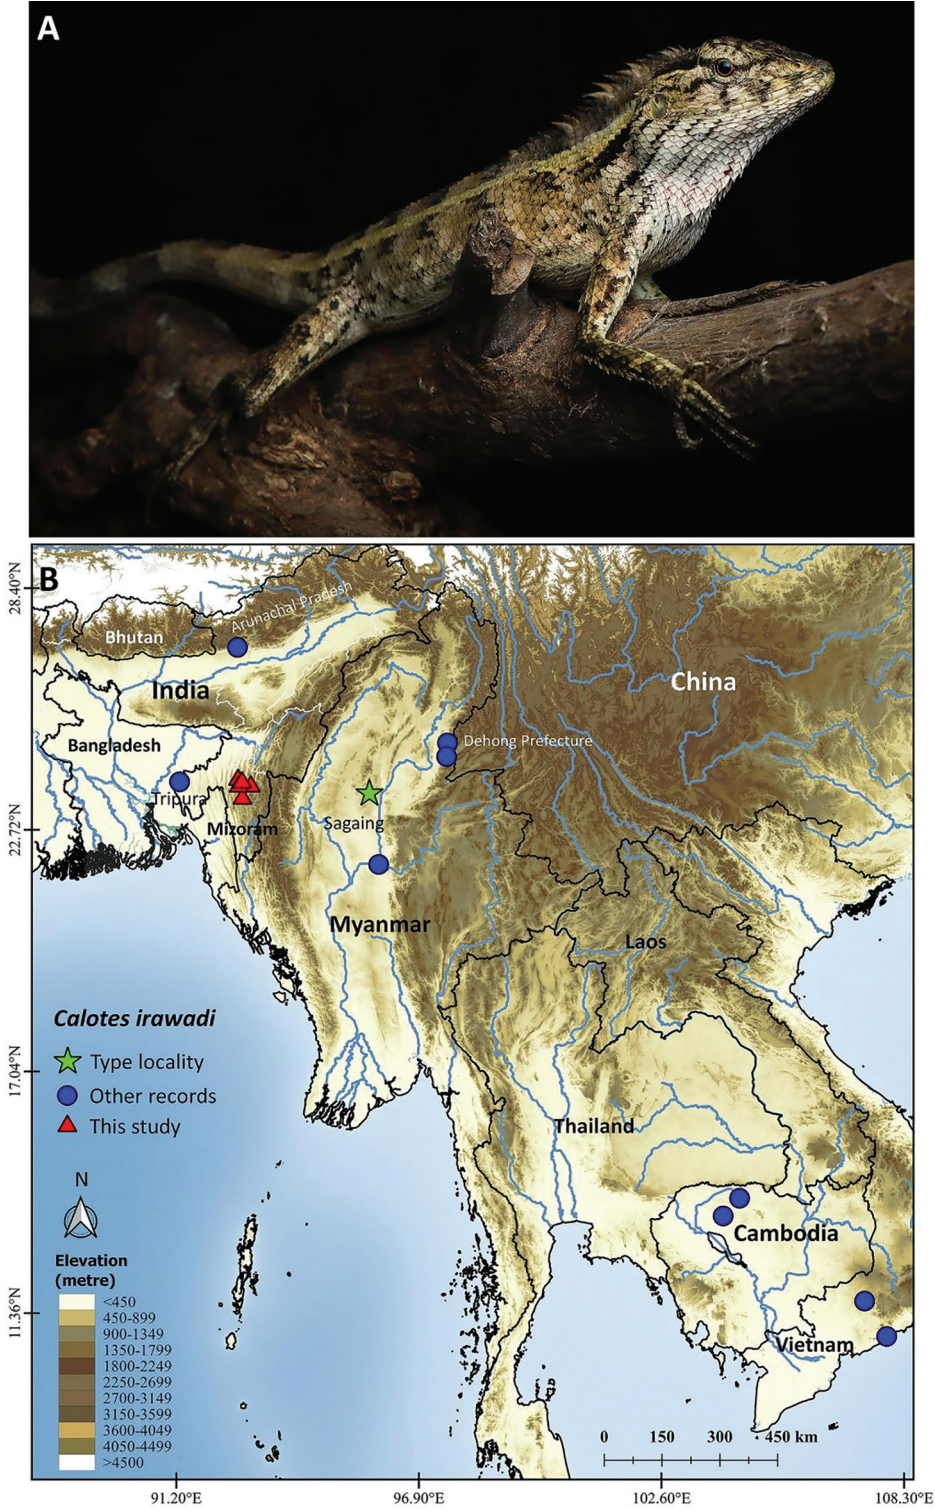 A
B
28.40°N
22.72°N
17.04°N
11.36°N
Arunachal Pradesh
Bhutan
India
China
Bangladesh
Dehong Prefecture
Tripura
Mizoram
Sagaing
Myanmar
Laos
Calotes irawadi
Type locality
Other records
This study
Thailand
N
Cambodia
Vietnam
Elevation
(metre)
<450
450-899
900-1349
1350-1799
1800-2249
2250-2699
2700-3149
3150-3599
3600-4049
4050-4499
>4500
0 150 300 450 km
91.20°E 96.90°E 102.60°E 108.30°E